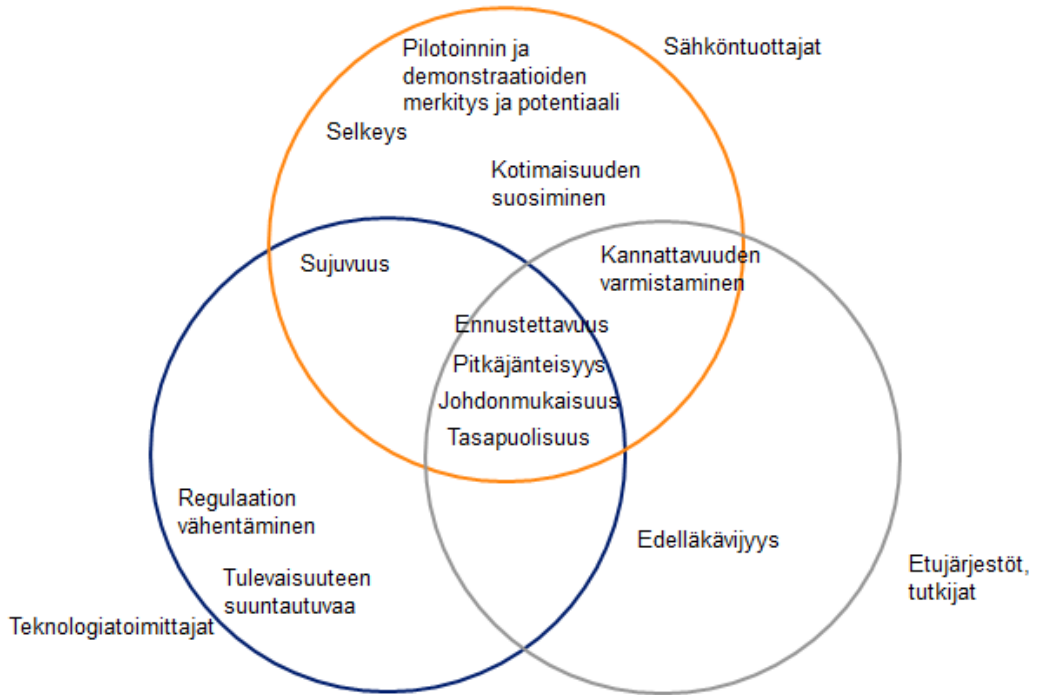 Pilotoinnin ja
demonstraatioiden
merkitys ja potentiaali
Sähköntuottajat
Selkeys
Kotimaisuuden
suosiminen
Sujuvuus
Kannattavuuden
varmistaminen
Ennustettavuus
Pitkäjänteisyys
Johdonmukaisuus
Tasapuolisuus
Regulaation
vähentäminen
Tulevaisuuteen
suuntautuvaa
Teknologiatoimittajat
Edelläkävijyys
Etujärjestöt,
tutkijat